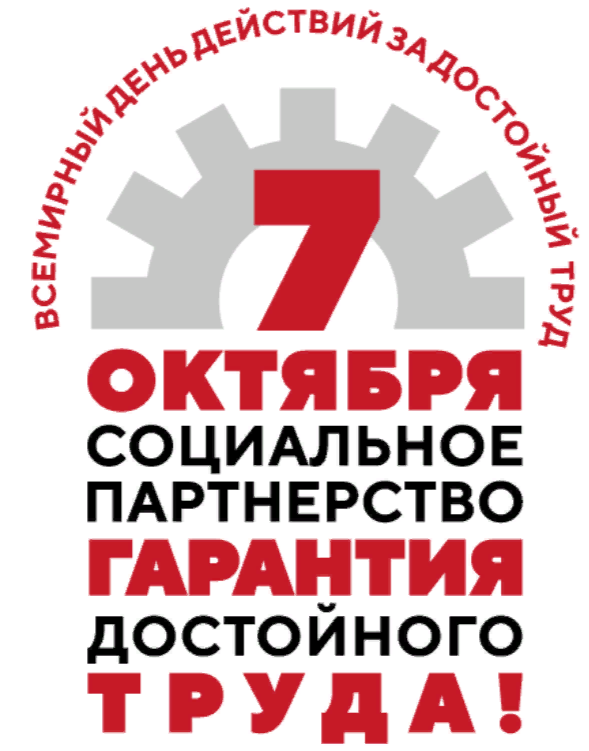 ВСЕМИРНЫЙ ДЕНЬ ДЕЙСТВИЙ ЗА ДОСТОЙНЫЙ ТРУД
7
ОКТЯБРЯ
СОЦИАЛЬНОЕ
ПАРТНЕРСТВО
ГАРАНТИЯ
ДОСТОЙНОГО
ТРУДА!